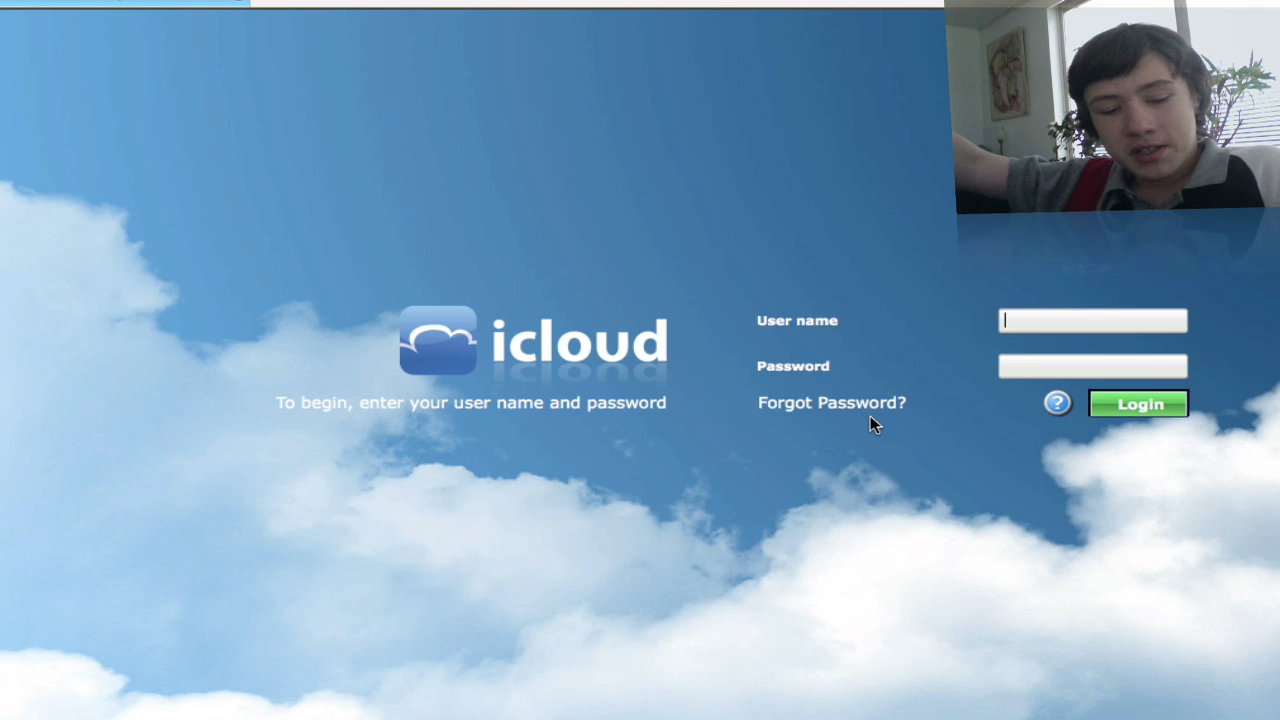 icloud
To begin, enter your user name and password
User name
Password
Forgot Password?
?
Login